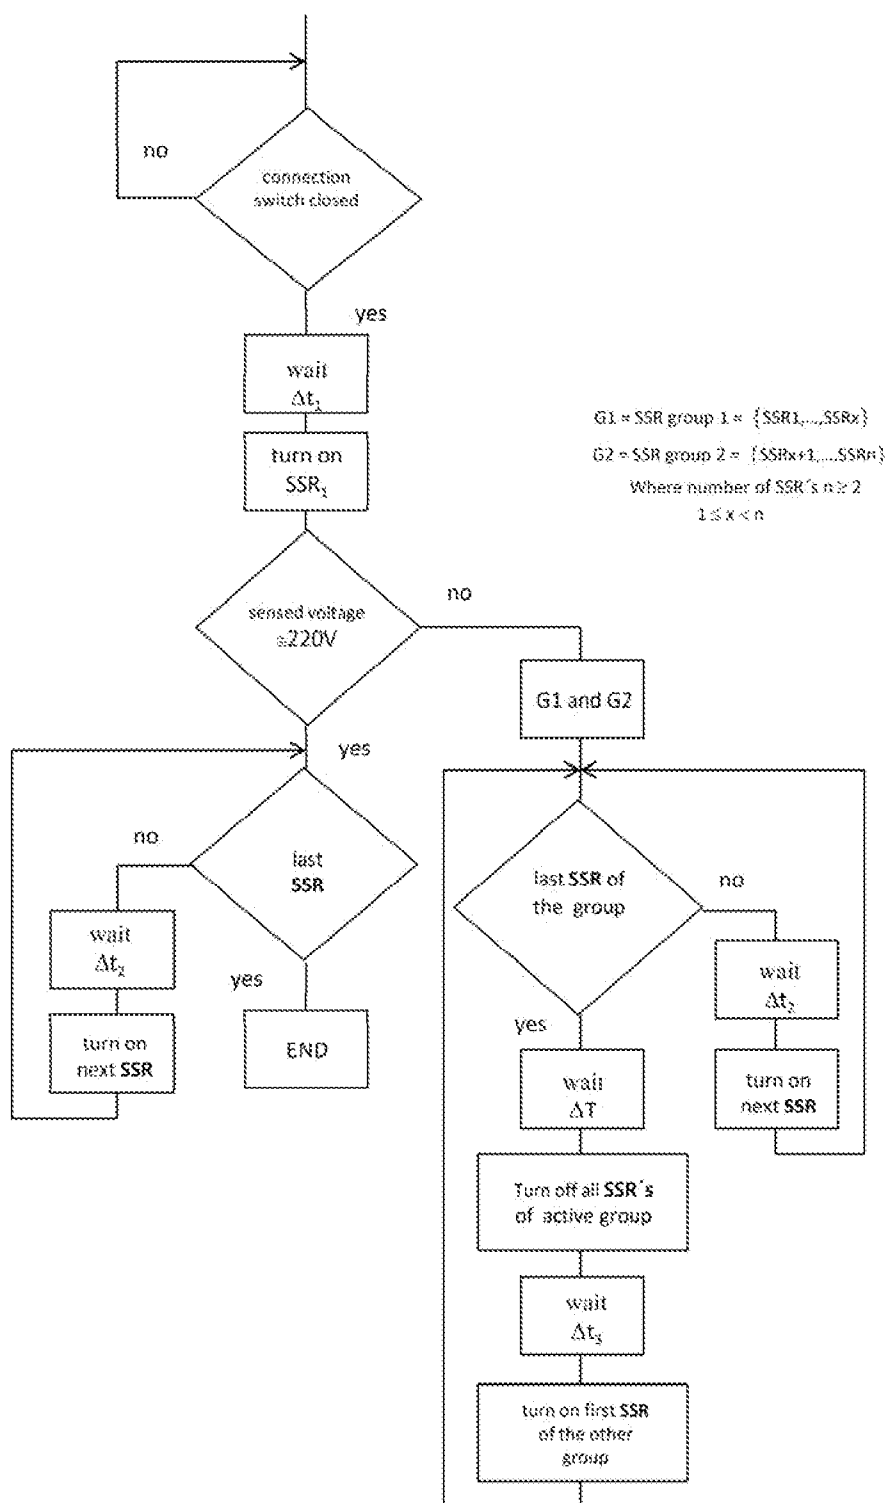 no
connection
switch closed
yes
wait
Δt₁
turn on
SSR₁
G1 = SSR group 1 = {SSR1,...,SSRx}
G2 = SSR group 2 = {SSRx+1,...,SSRn}
Where number of SSR´s n ≥ 2
1 ≤ x < n
sensed voltage
≅220V
no
G1 and G2
yes
last
SSR
no
wait
Δt₂
turn on
next SSR
yes
END
last SSR of
the group
no
wait
Δt₂
turn on
next SSR
yes
wait
ΔT
Turn off all SSR´s
of active group
wait
Δt₃
turn on first SSR
of the other
group